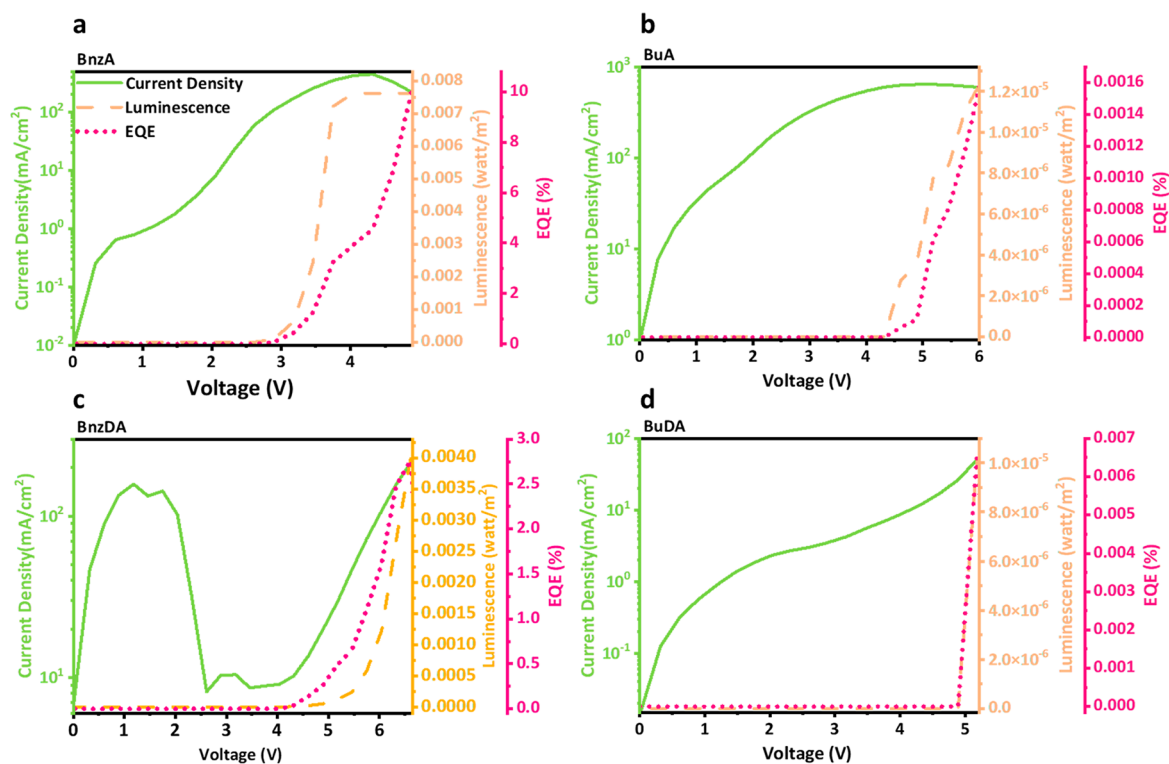 a
BnzA
Current Density
Luminescence
EQE
Current Density(mA/cm²)
10²
10¹
10⁰
10⁻¹
10⁻²
0 1 2 3 4
Voltage (V)
0.008
0.007
0.006
0.005
0.004
0.003
0.002
0.001
0.000
Luminescence (watt/m²)
10
8
6
4
2
0
EQE (%)
b
BuA
Current Density(mA/cm²)
10³
10²
10¹
10⁰
0 1 2 3 4 5 6
Voltage (V)
1.2×10⁻⁵
1.0×10⁻⁵
8.0×10⁻⁶
6.0×10⁻⁶
4.0×10⁻⁶
2.0×10⁻⁶
0.0
Luminescence (watt/m²)
0.0016
0.0014
0.0012
0.0010
0.0008
0.0006
0.0004
0.0002
0.0000
EQE (%)
c
BnzDA
Current Density(mA/cm²)
10²
10¹
0 1 2 3 4 5 6
Voltage (V)
0.0040
0.0035
0.0030
0.0025
0.0020
0.0015
0.0010
0.0005
0.0000
Luminescence (watt/m²)
3.0
2.5
2.0
1.5
1.0
0.5
0.0
EQE (%)
d
BuDA
Current Density(mA/cm²)
10²
10¹
10⁰
10⁻¹
0 1 2 3 4 5
Voltage (V)
1.0×10⁻⁵
8.0×10⁻⁶
6.0×10⁻⁶
4.0×10⁻⁶
2.0×10⁻⁶
0.0
Luminescence (watt/m²)
0.007
0.006
0.005
0.004
0.003
0.002
0.001
0.000
EQE (%)